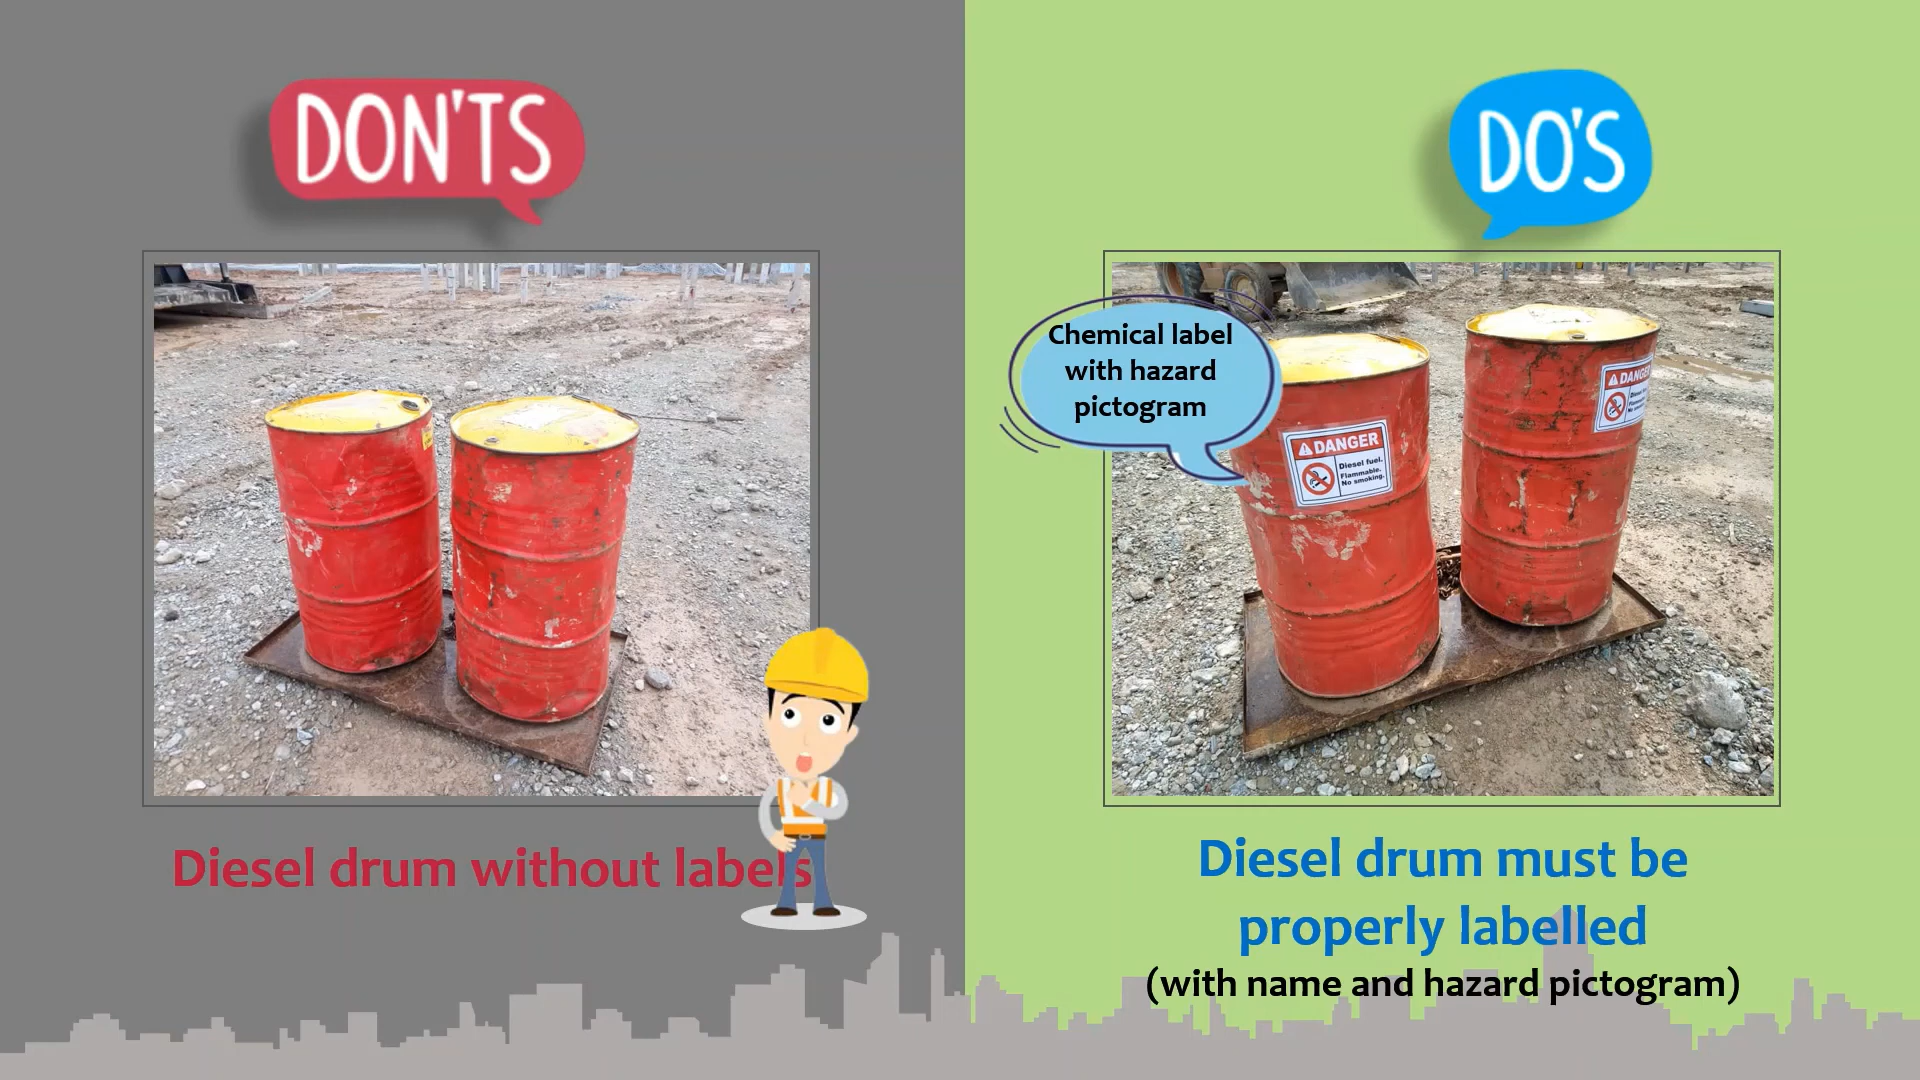 DON'TS
Diesel drum without labels
DO'S
Chemical label
with hazard
pictogram
DANGER
Diesel fuel.
Flammable.
No smoking.
DANGER
Diesel drum must be
properly labelled
(with name and hazard pictogram)